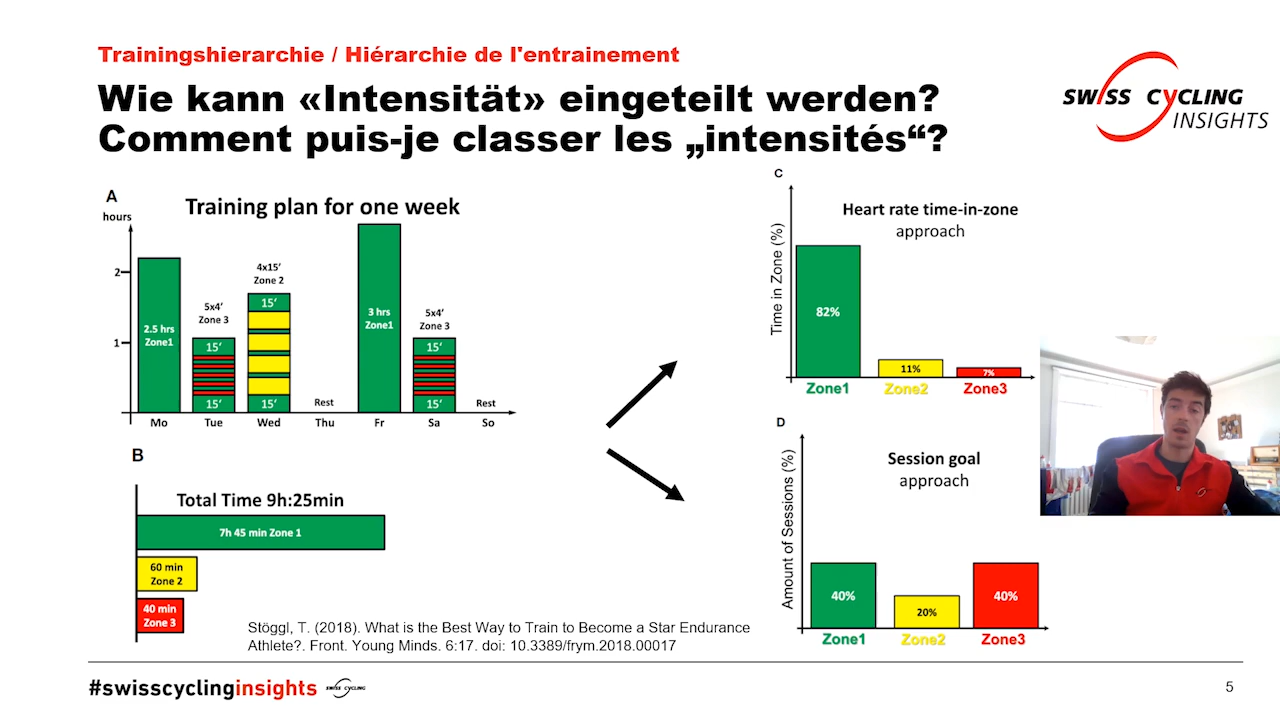 Trainingshierarchie / Hiérarchie de l'entrainement
Wie kann «Intensität» eingeteilt werden?
Comment puis-je classer les „intensités“?
SWISS CYCLING
INSIGHTS
A
hours
Training plan for one week
2
1
2.5 hrs
Zone1
5x4’
Zone 3
15’
15’
4x15’
Zone 2
15’
15’
Rest
3 hrs
Zone1
5x4’
Zone 3
15’
15’
Rest
Mo
Tue
Wed
Thu
Fr
Sa
So
B
Total Time 9h:25min
7h 45 min Zone 1
60 min
Zone 2
40 min
Zone 3
C
Heart rate time-in-zone
approach
Time in Zone (%)
82%
11%
7%
Zone1
Zone2
Zone3
D
Session goal
approach
Amount of Sessions (%)
40%
20%
40%
Zone1
Zone2
Zone3
Stöggl, T. (2018). What is the Best Way to Train to Become a Star Endurance
Athlete?. Front. Young Minds. 6:17. doi: 10.3389/frym.2018.00017
#swisscyclinginsights
SWISS CYCLING
5